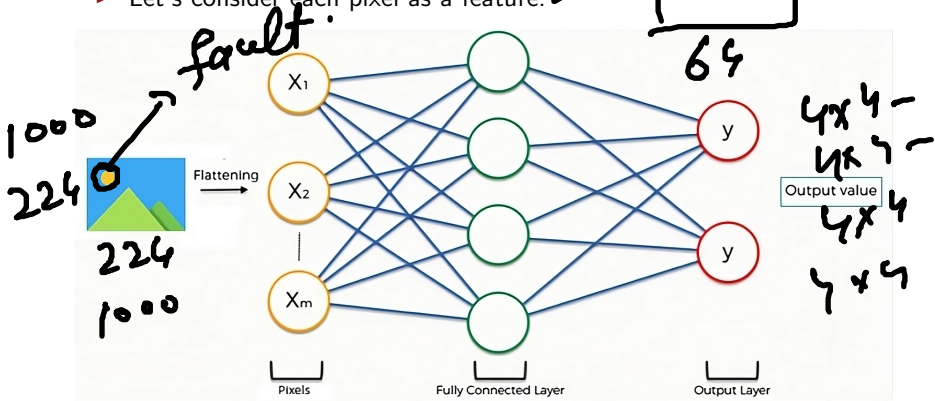 Let's consider each pixel as a feature.
fault.
64
1000
224
224
1000
Flattening
X1
X2
Xm
y
y
4x4-
4x4-
Output value
4x4
4x4
Pixels
Fully Connected Layer
Output Layer